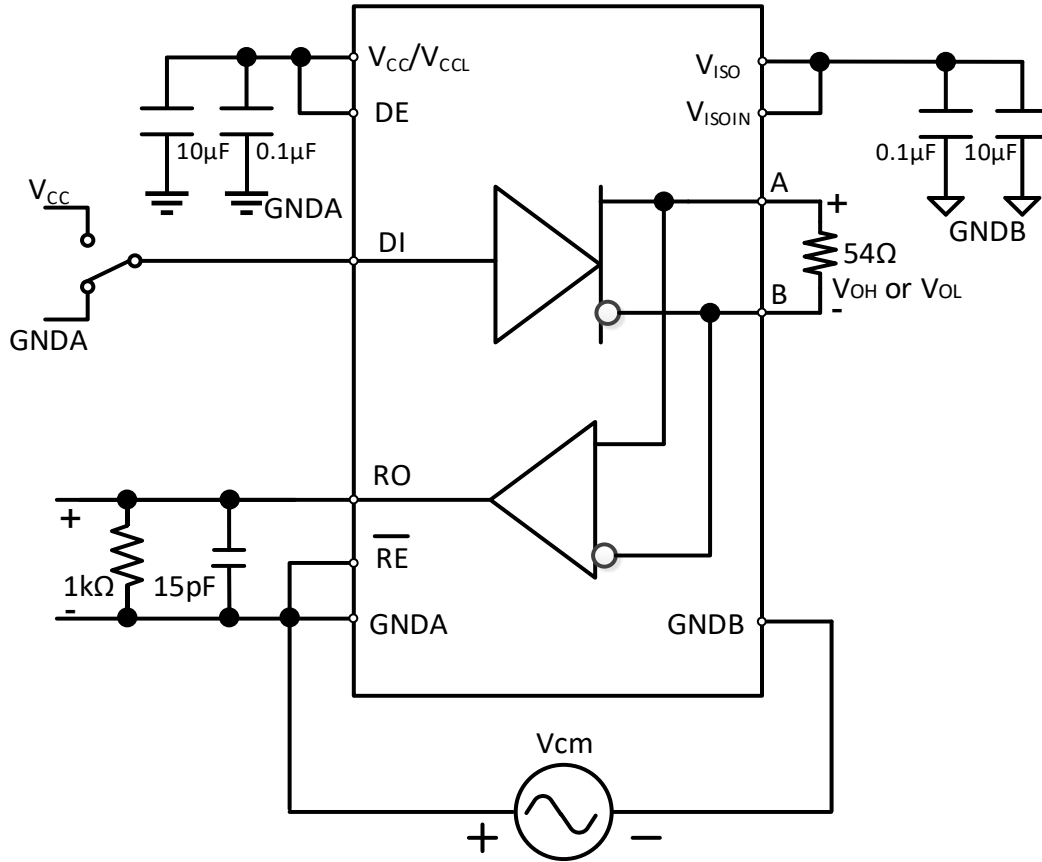 VCC/VCCL
VISO
DE
VISOIN
10µF
0.1µF
0.1µF
10µF
VCC
GNDA
A
+
GNDB
DI
54Ω
B
VOH or VOL
-
GNDA
RO
+
RE
1kΩ
15pF
-
GNDA
GNDB
Vcm
+
−